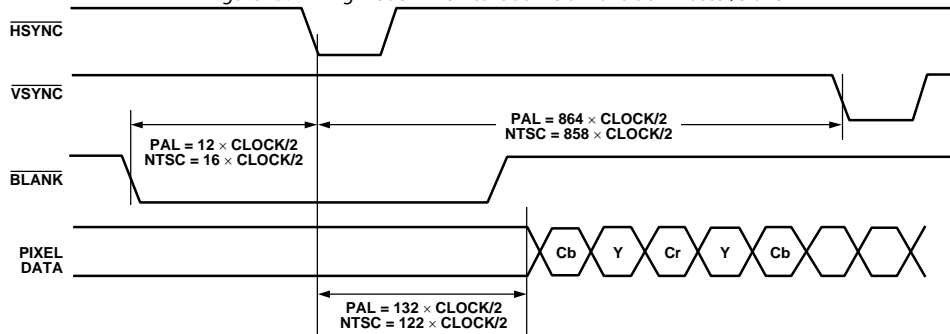 HSYNC
VSYNC
PAL = 864 × CLOCK/2
NTSC = 858 × CLOCK/2
PAL = 12 × CLOCK/2
NTSC = 16 × CLOCK/2
BLANK
PIXEL
DATA
Cb Y Cr Y Cb
PAL = 132 × CLOCK/2
NTSC = 122 × CLOCK/2